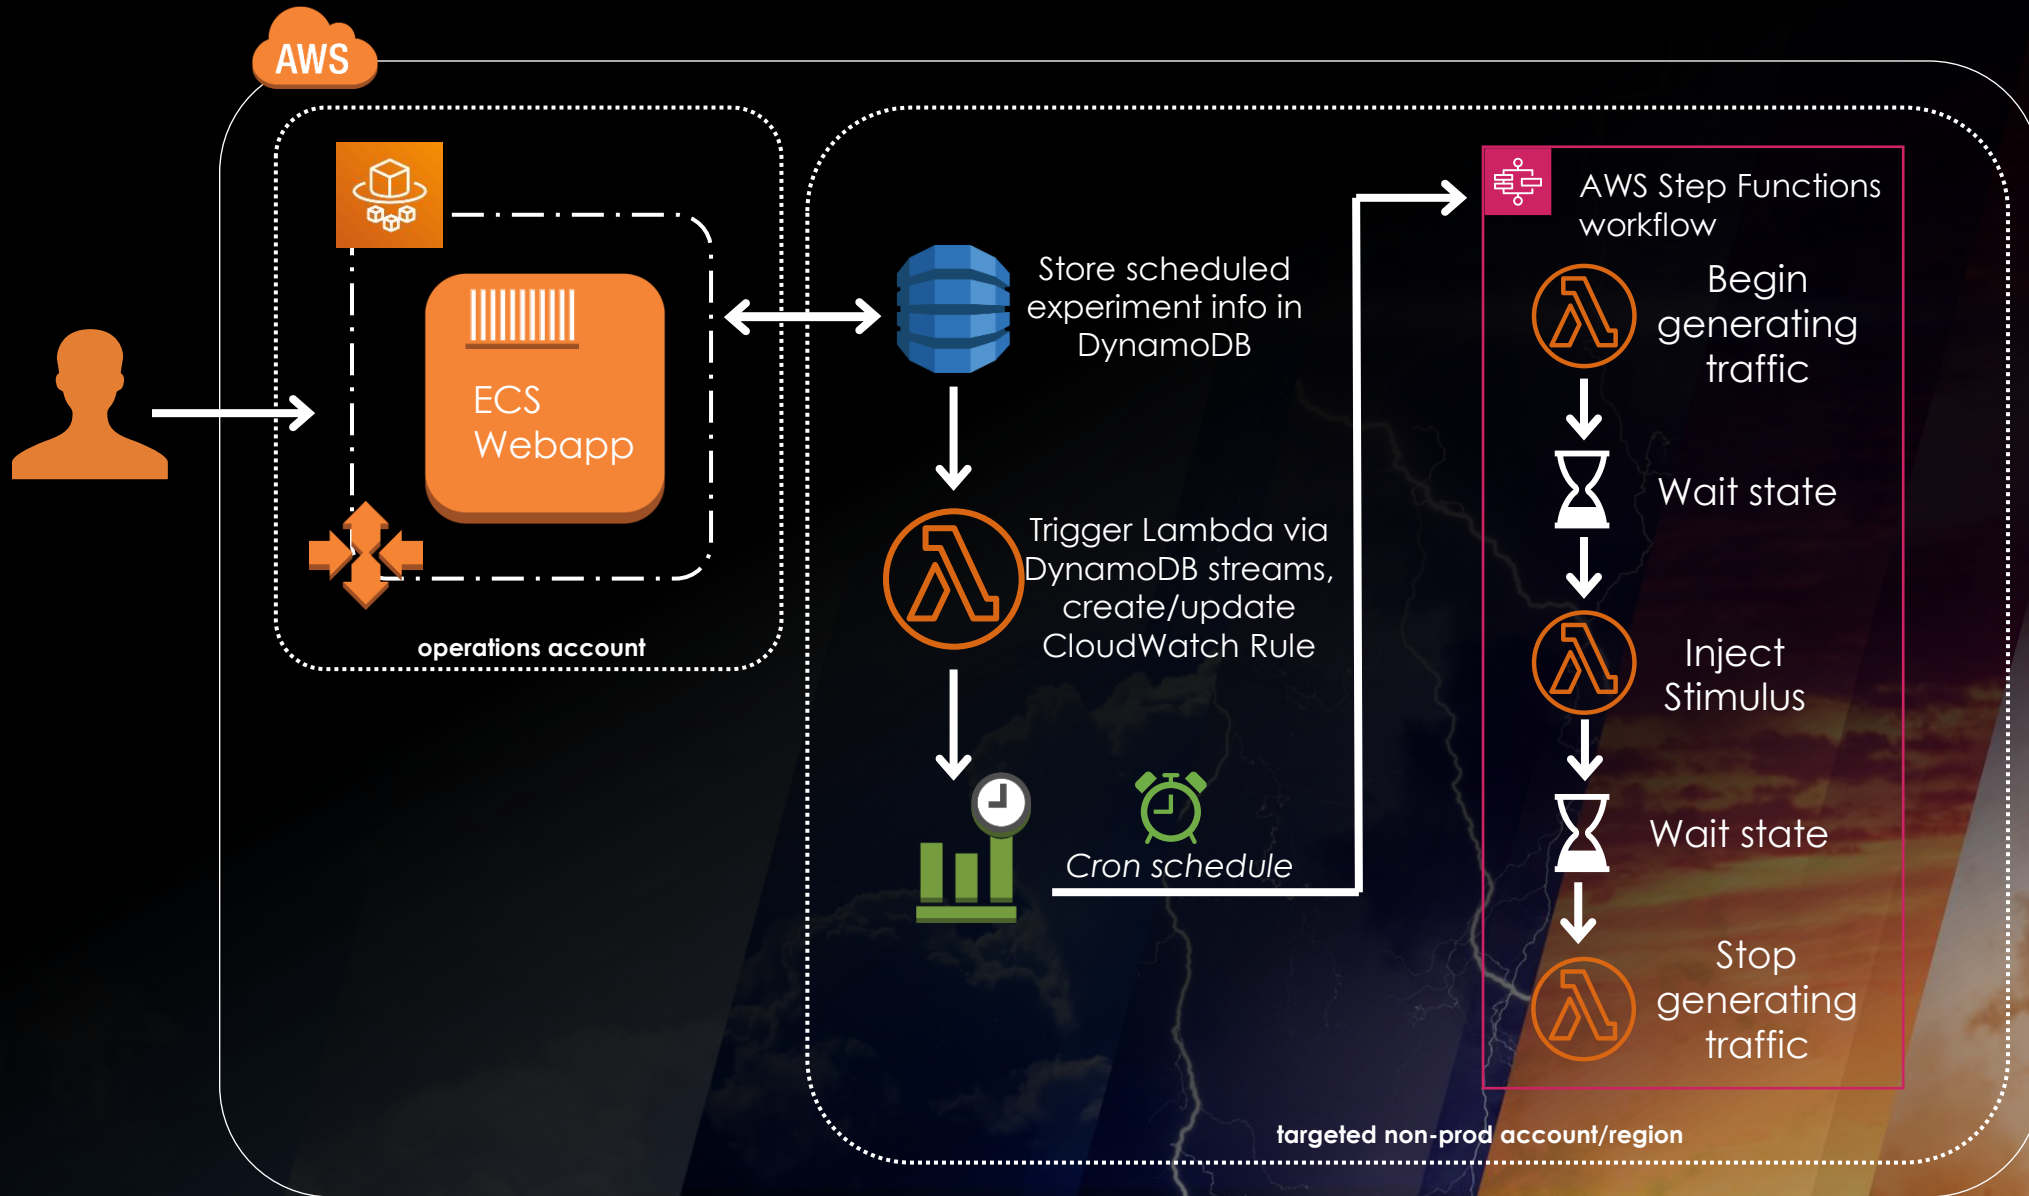 AWS
ECS
Webapp
operations account
Store scheduled
experiment info in
DynamoDB
Trigger Lambda via
DynamoDB streams,
create/update
CloudWatch Rule
Cron schedule
AWS Step Functions
workflow
Begin
generating
traffic
Wait state
Inject
Stimulus
Wait state
Stop
generating
traffic
targeted non-prod account/region